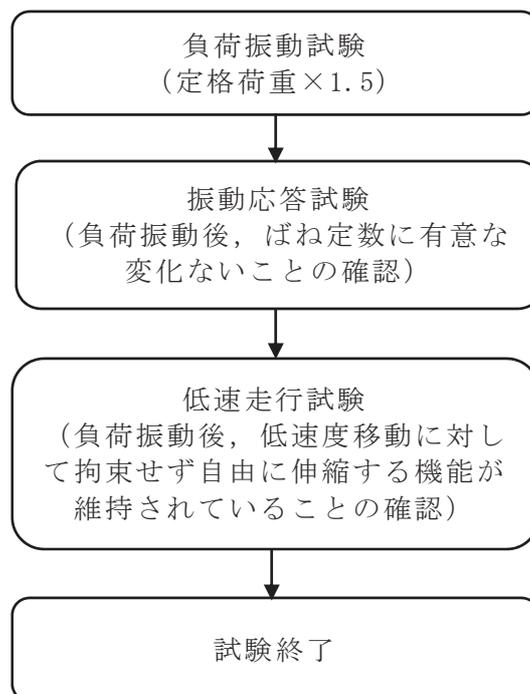 負荷振動試験
（定格荷重×1.5）
振動応答試験
（負荷振動後，ばね定数に有意な
変化ないことの確認）
低速走行試験
（負荷振動後，低速度移動に対し
て拘束せず自由に伸縮する機能が
維持されていることの確認）
試験終了